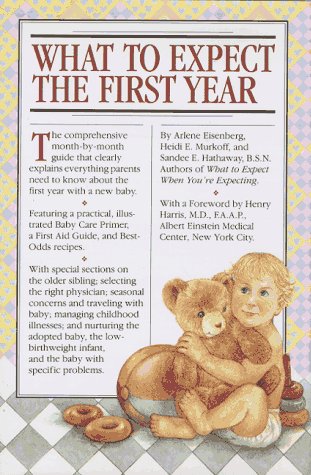 WHAT TO EXPECT
THE FIRST YEAR
The comprehensive
month-by-month
guide that clearly
explains everything parents
need to know about the
first year with a new baby.
Featuring a practical, illus-
trated Baby Care Primer,
a First Aid Guide, and Best-
Odds recipes.
With special sections on
the older sibling; selecting
the right physician; seasonal
concerns and traveling with
baby; managing childhood
illnesses; and nurturing the
adopted baby, the low-
birthweight infant,
and the baby with
specific problems.
By Arlene Eisenberg,
Heidi E. Murkoff, and
Sandee E. Hathaway, B.S.N.
Authors of What to Expect
When You're Expecting.
With a Foreword by Henry
Harris, M.D., F.A.A.P.,
Albert Einstein Medical
Center, New York City.